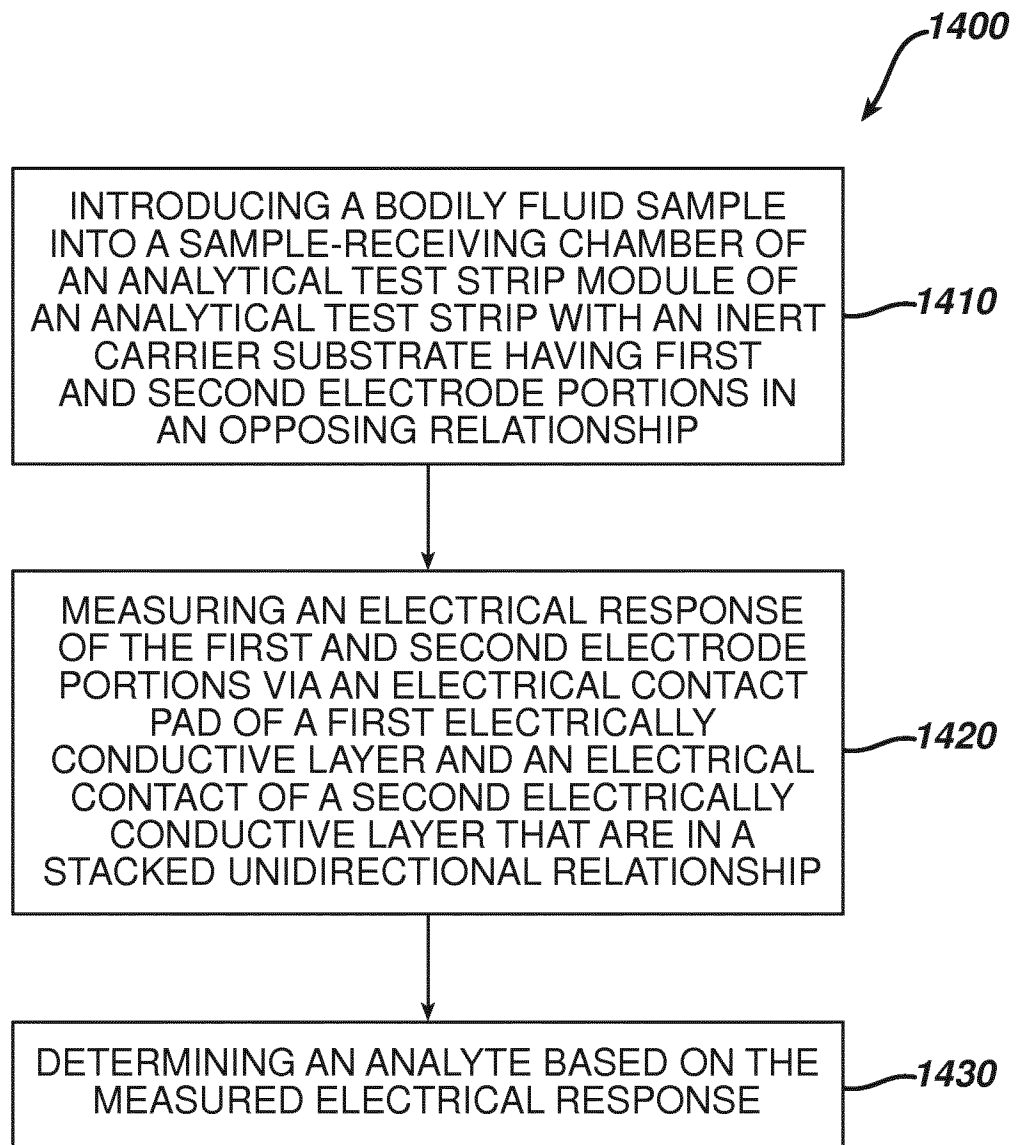 1400
INTRODUCING A BODILY FLUID SAMPLE
INTO A SAMPLE-RECEIVING CHAMBER OF
AN ANALYTICAL TEST STRIP MODULE OF
AN ANALYTICAL TEST STRIP WITH AN INERT
CARRIER SUBSTRATE HAVING FIRST
AND SECOND ELECTRODE PORTIONS IN
AN OPPOSING RELATIONSHIP
1410
MEASURING AN ELECTRICAL RESPONSE
OF THE FIRST AND SECOND ELECTRODE
PORTIONS VIA AN ELECTRICAL CONTACT
PAD OF A FIRST ELECTRICALLY
CONDUCTIVE LAYER AND AN ELECTRICAL
CONTACT OF A SECOND ELECTRICALLY
CONDUCTIVE LAYER THAT ARE IN A
STACKED UNIDIRECTIONAL RELATIONSHIP
1420
DETERMINING AN ANALYTE BASED ON THE
MEASURED ELECTRICAL RESPONSE
1430